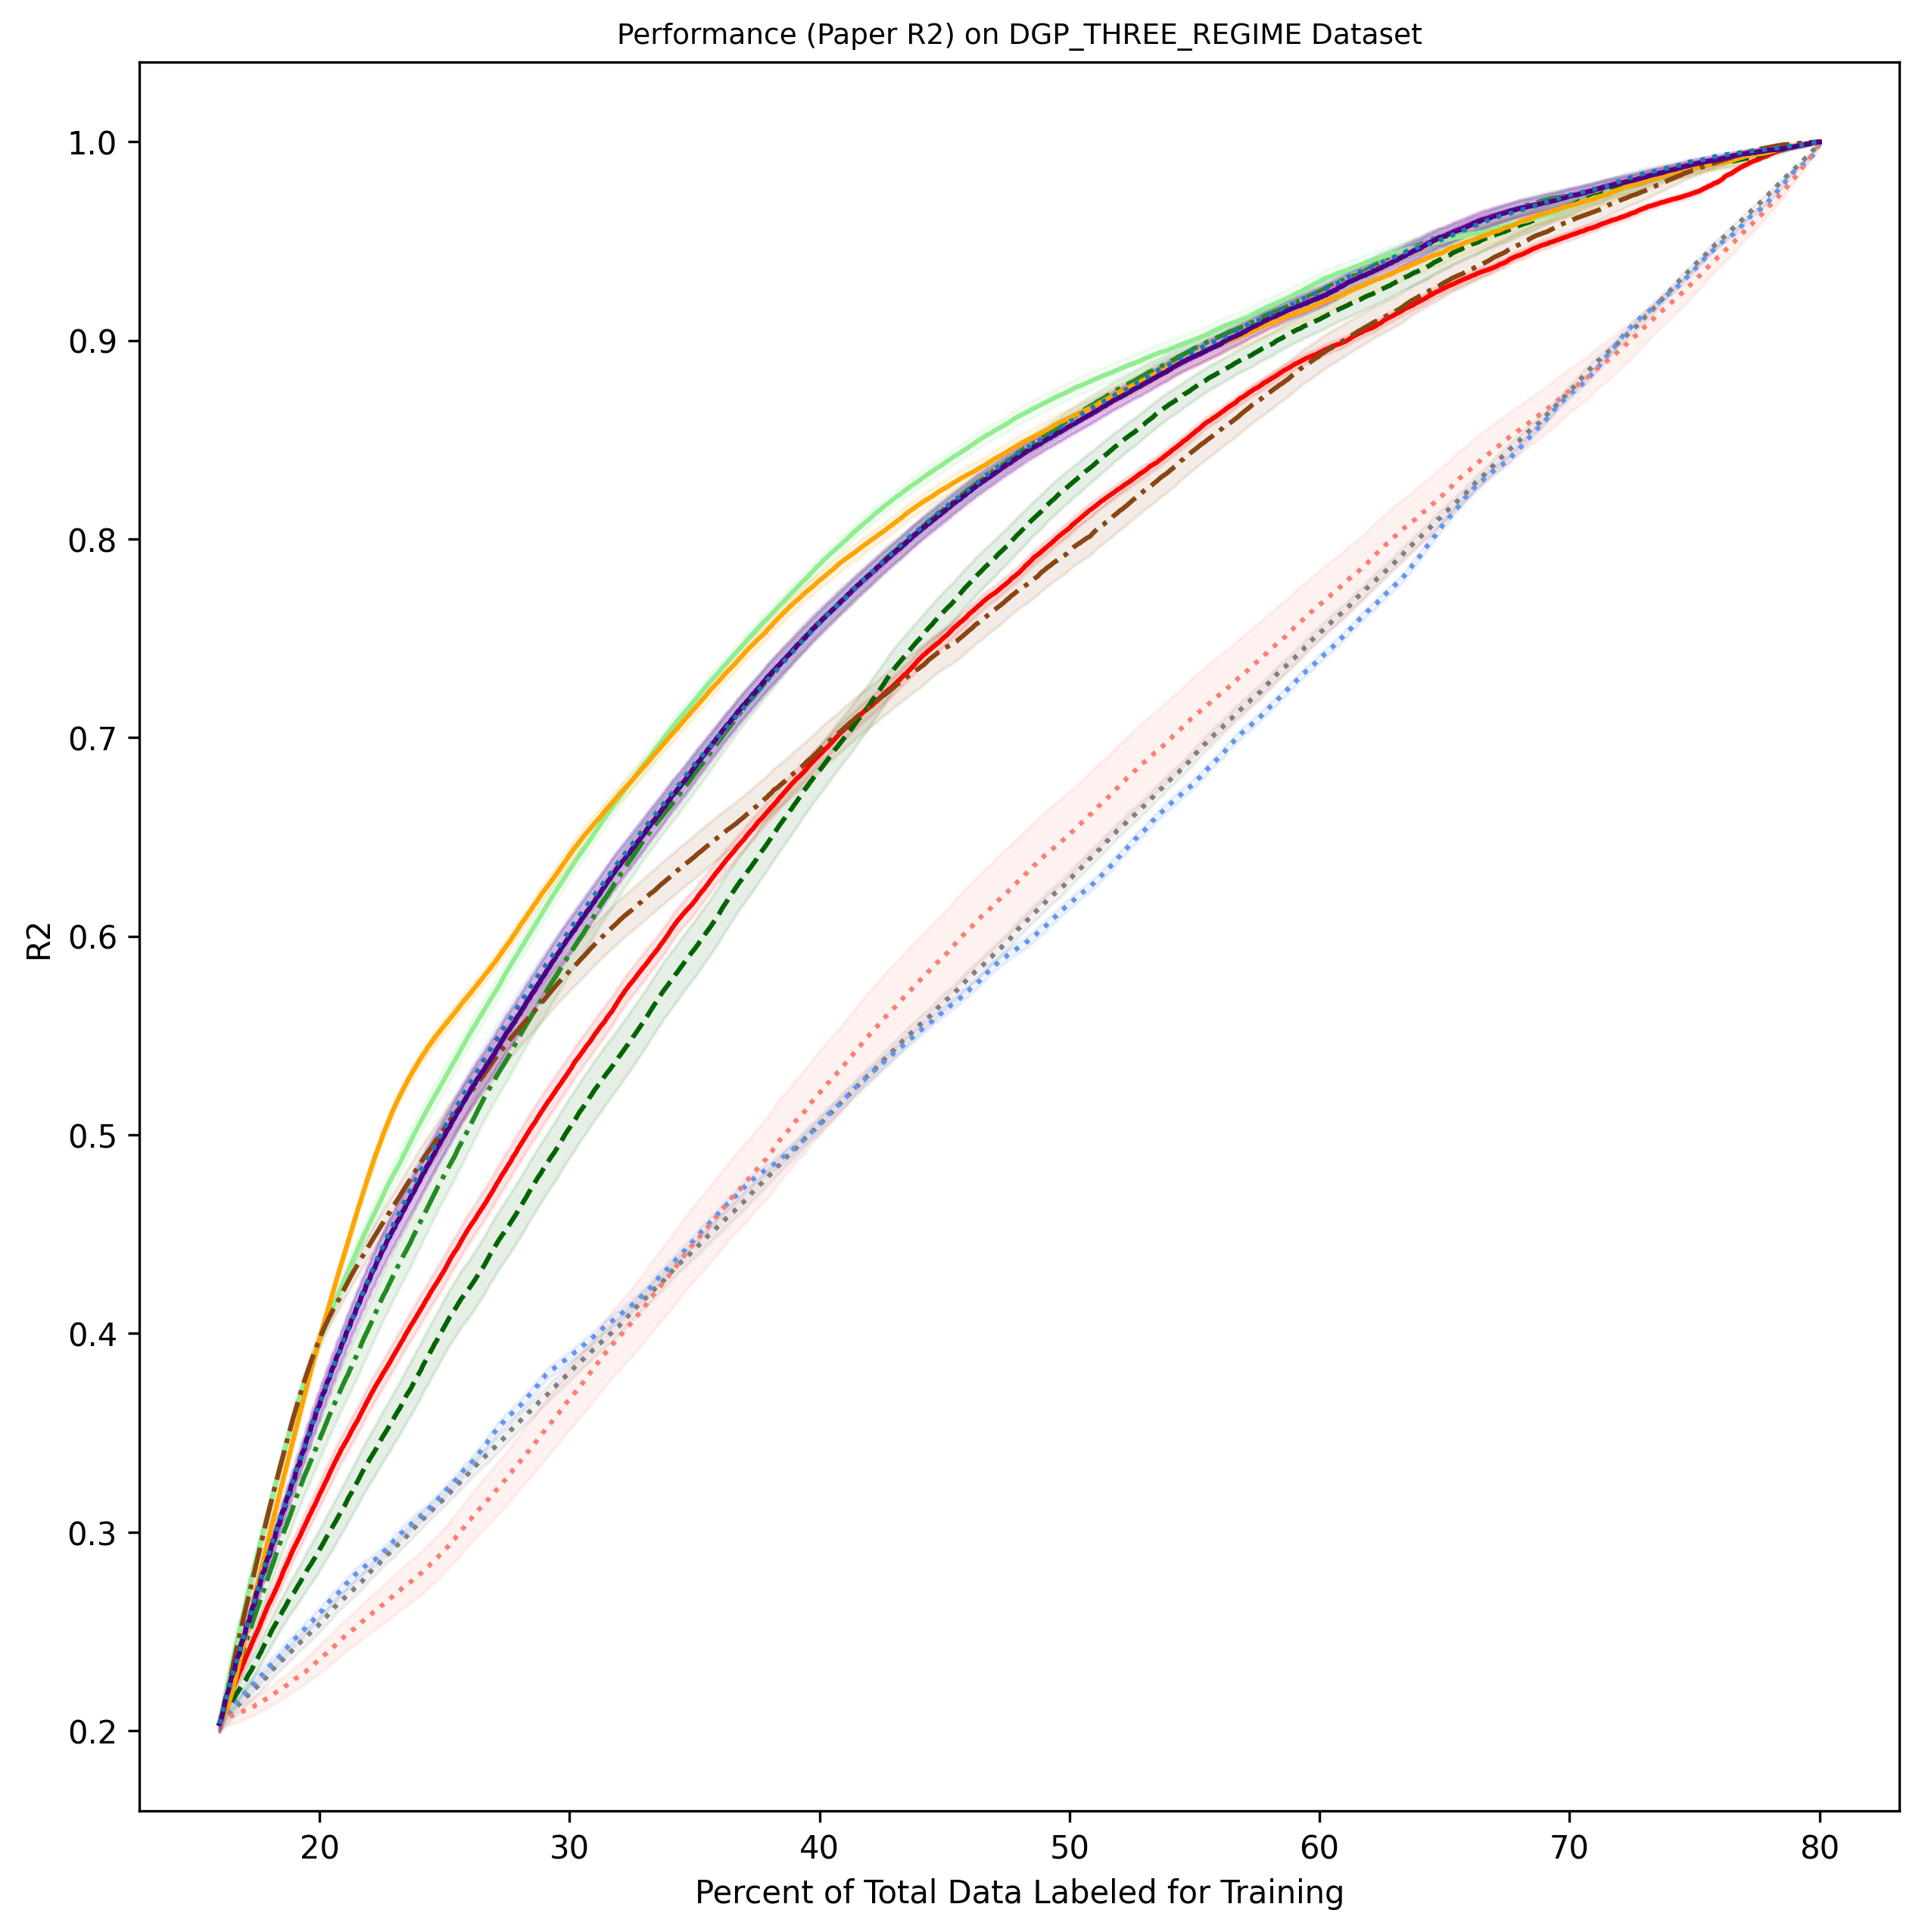 Performance (Paper R2) on DGP_THREE_REGIME Dataset
1.0
0.9
0.8
0.7
0.6
0.5
0.4
0.3
0.2
R2
20 30 40 50 60 70 80
Percent of Total Data Labeled for Training